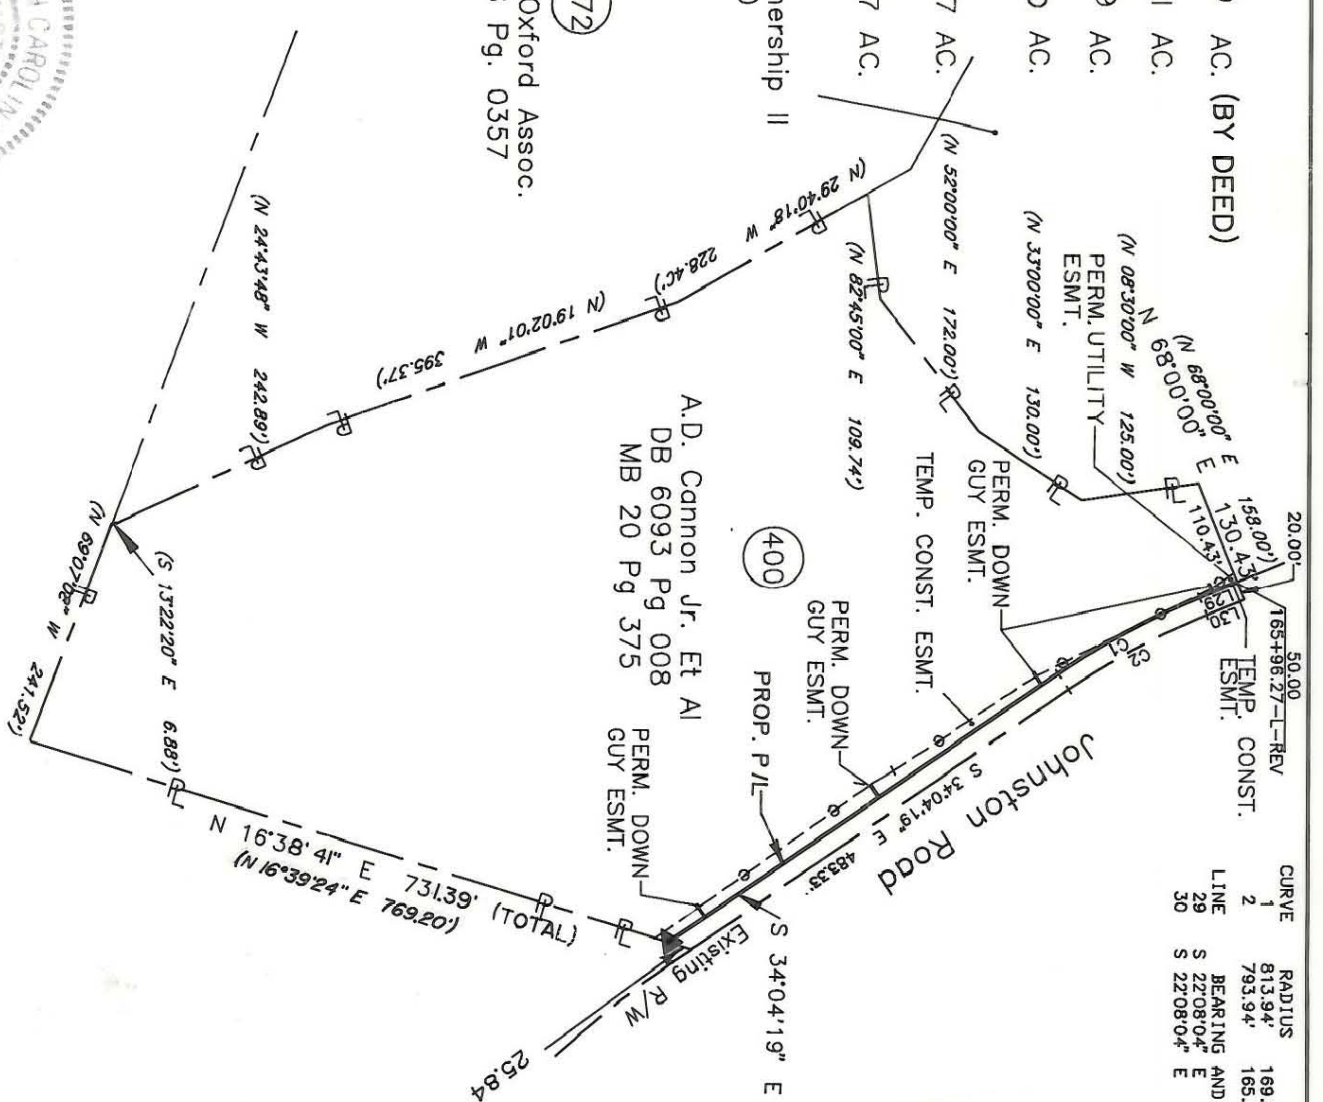 AC. (BY DEED)
AC.
AC.
AC.
7 AC.
7 AC.
nership II
72
Oxford Assoc.
Pg. 0357
CAROLIN
(N 68°00'00" E
158.00')
N 68°00'00" E
130.43'
110.43'
(N 08°30'00" W 125.00')
PERM. UTILITY
ESMT.
(N 33°00'00" E 130.00')
(N 52°00'00" E 172.00')
(N 82°45'00" E 109.74')
(N 29°40'18" W 228.40')
(N 19°02'01" W 395.37')
(N 24°43'48" W 242.89')
(N 69°07'02" W 241.52')
(S 13°22'20" E 6.88')
N 16°38'41" E 731.39' (TOTAL)
(N 16°39'24" E 769.20')
20.00'
50.00
165+96.27-L-REV
TEMP. CONST.
ESMT.
L29
L30
C2
C1
PERM. DOWN
GUY ESMT.
TEMP. CONST. ESMT.
400
A.D. Cannon Jr. Et Al
DB 6093 Pg 008
MB 20 Pg 375
PERM. DOWN
GUY ESMT.
PROP. P/L
PERM. DOWN
GUY ESMT.
Johnston Road
S 34°04'19" E 483.33'
S 34°04'19" E
Existing R/W
25.84
CURVE RADIUS
1 813.94' 169.
2 793.94' 165.
LINE BEARING AND
29 S 22°08'04" E
30 S 22°08'04" E